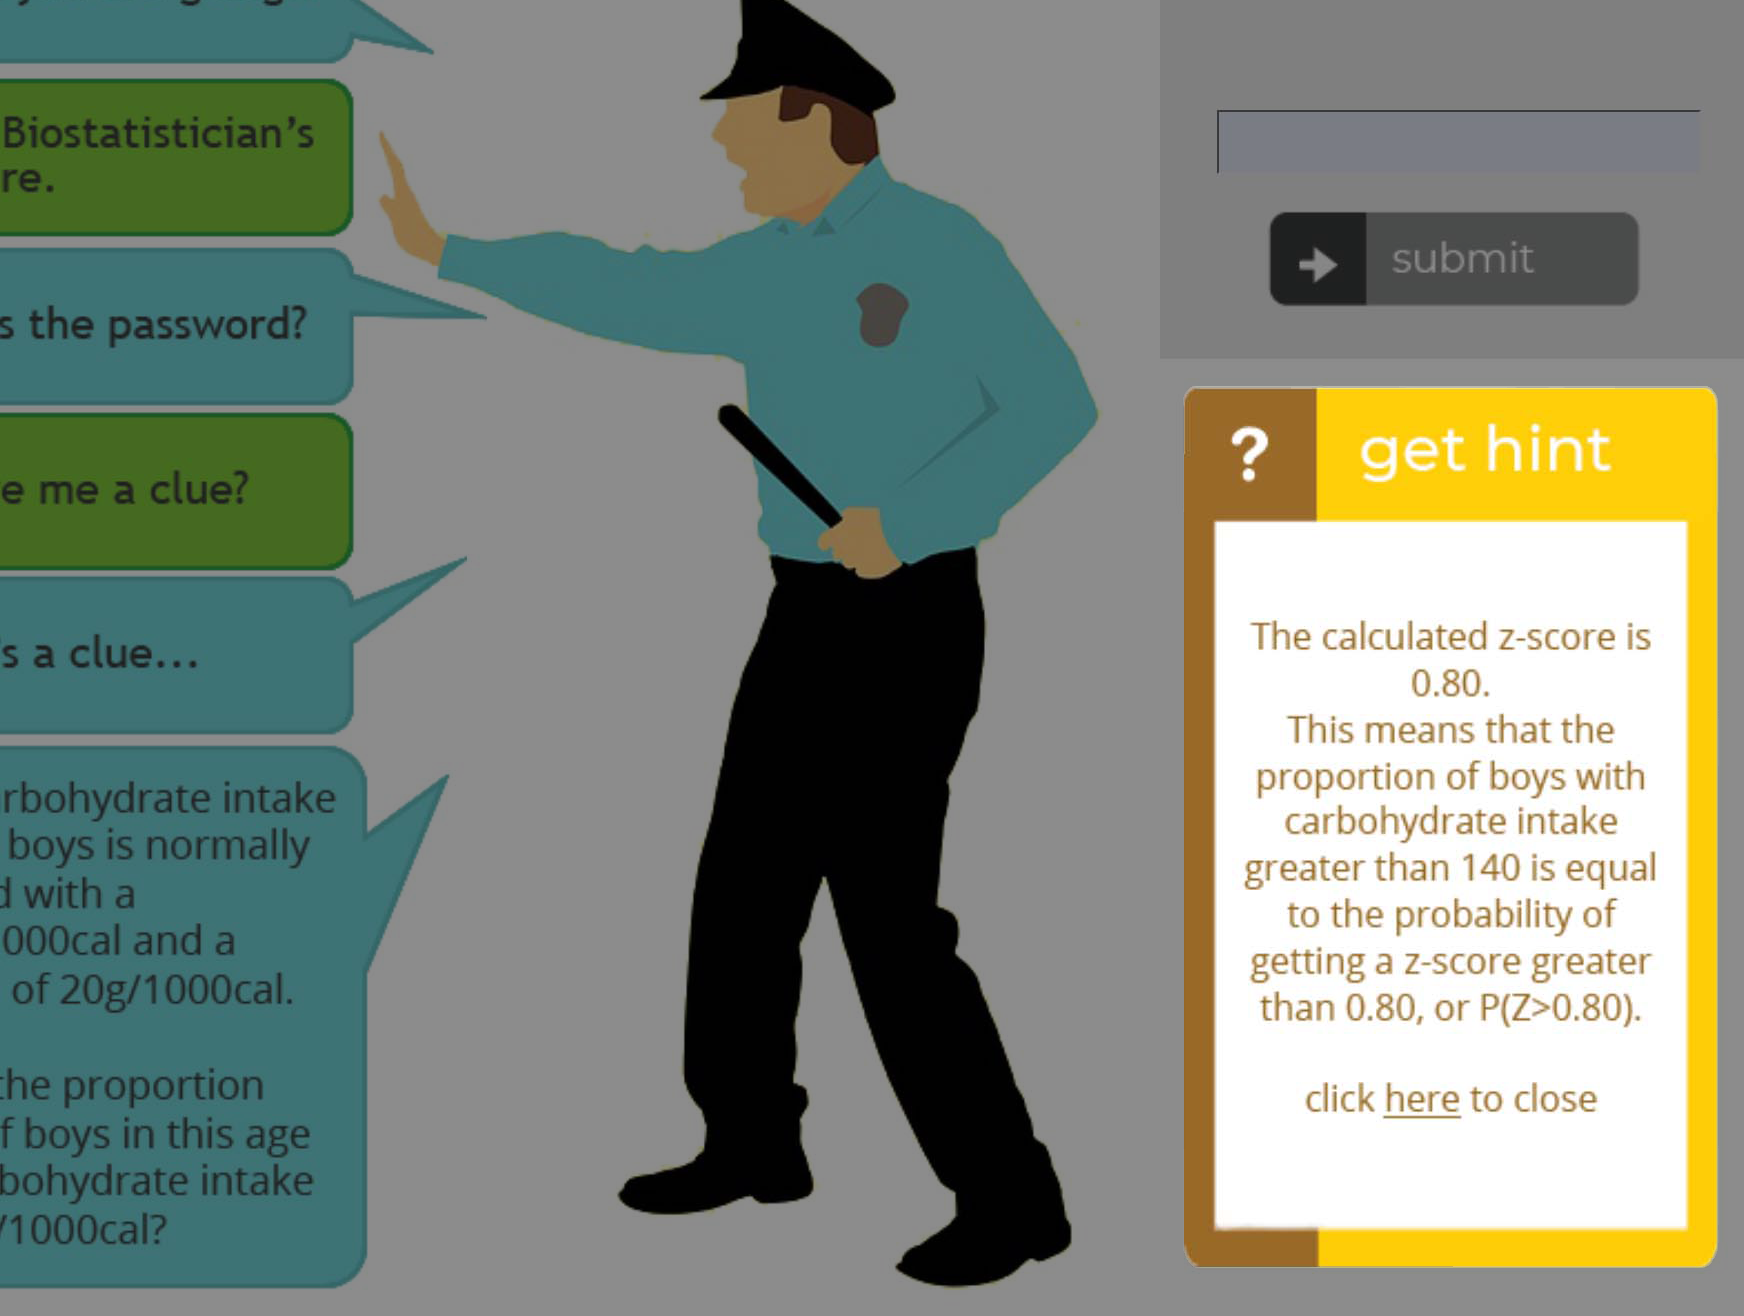 Biostatistician’s
re.
s the password?
e me a clue?
's a clue...
arbohydrate intake
boys is normally
d with a
000cal and a
of 20g/1000cal.
the proportion
f boys in this age
bohydrate intake
/1000cal?
submit
? get hint
The calculated z-score is
0.80.
This means that the
proportion of boys with
carbohydrate intake
greater than 140 is equal
to the probability of
getting a z-score greater
than 0.80, or P(Z>0.80).
click here to close